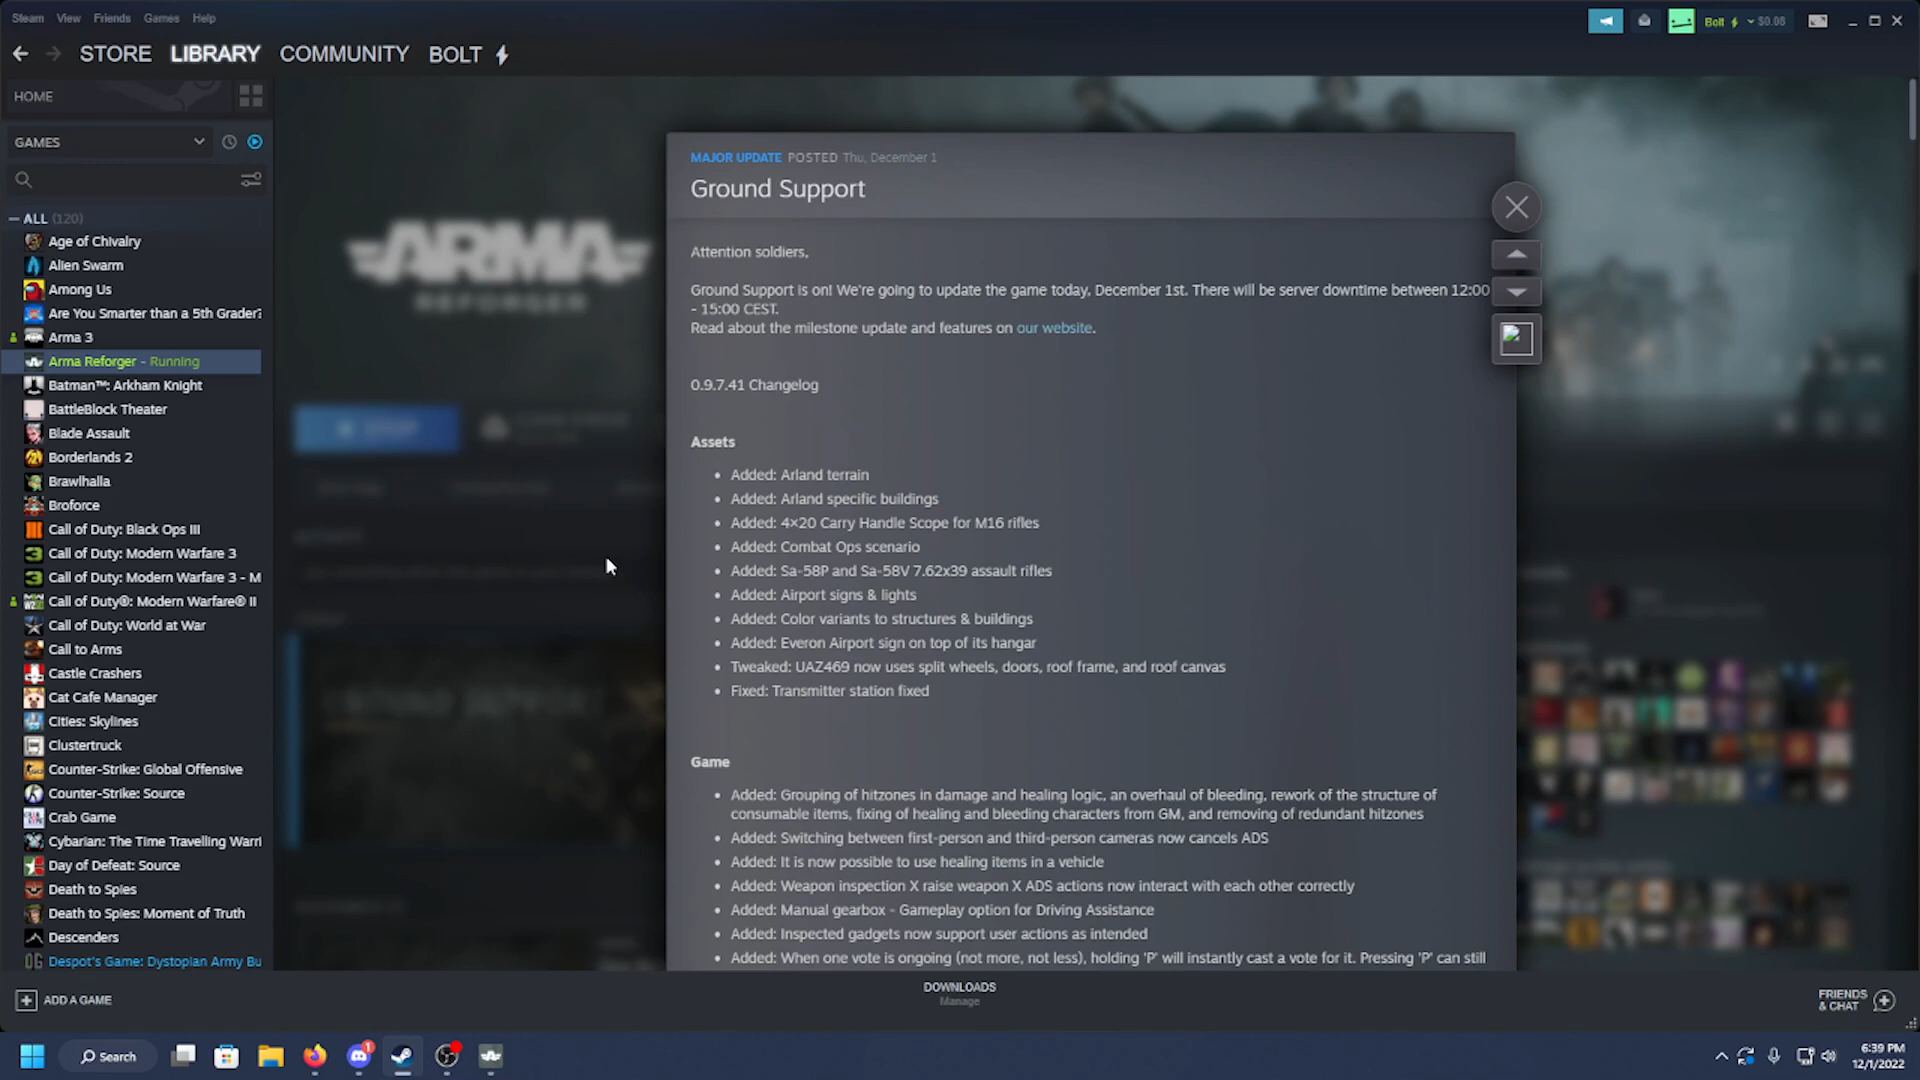 Steam View Friends Games Help
Bolt $0.08
STORE LIBRARY COMMUNITY BOLT
HOME
GAMES
ALL (120)
Age of Chivalry
Alien Swarm
Among Us
Are You Smarter than a 5th Grader?
Arma 3
Arma Reforger - Running
Batman™: Arkham Knight
BattleBlock Theater
Blade Assault
Borderlands 2
Brawlhalla
Broforce
Call of Duty: Black Ops III
Call of Duty: Modern Warfare 3
Call of Duty: Modern Warfare 3 - M
Call of Duty®: Modern Warfare® II
Call of Duty: World at War
Call to Arms
Castle Crashers
Cat Cafe Manager
Cities: Skylines
Clustertruck
Counter-Strike: Global Offensive
Counter-Strike: Source
Crab Game
Cybarian: The Time Travelling Warri
Day of Defeat: Source
Death to Spies
Death to Spies: Moment of Truth
Descenders
Despot's Game: Dystopian Army Bu
ARMA
REFORGER
MAJOR UPDATE POSTED Thu, December 1
Ground Support
Attention soldiers,
Ground Support is on! We're going to update the game today, December 1st. There will be server downtime between 12:00
- 15:00 CEST.
Read about the milestone update and features on our website.
0.9.7.41 Changelog
Assets
• Added: Arland terrain
• Added: Arland specific buildings
• Added: 4×20 Carry Handle Scope for M16 rifles
• Added: Combat Ops scenario
• Added: Sa-58P and Sa-58V 7.62x39 assault rifles
• Added: Airport signs & lights
• Added: Color variants to structures & buildings
• Added: Everon Airport sign on top of its hangar
• Tweaked: UAZ469 now uses split wheels, doors, roof frame, and roof canvas
• Fixed: Transmitter station fixed
Game
• Added: Grouping of hitzones in damage and healing logic, an overhaul of bleeding, rework of the structure of
consumable items, fixing of healing and bleeding characters from GM, and removing of redundant hitzones
• Added: Switching between first-person and third-person cameras now cancels ADS
• Added: It is now possible to use healing items in a vehicle
• Added: Weapon inspection X raise weapon X ADS actions now interact with each other correctly
• Added: Manual gearbox - Gameplay option for Driving Assistance
• Added: Inspected gadgets now support user actions as intended
• Added: When one vote is ongoing (not more, not less), holding 'P' will instantly cast a vote for it. Pressing 'P' can still
ADD A GAME
DOWNLOADS
Manage
FRIENDS
& CHAT
Search
1
6:39 PM
12/1/2022